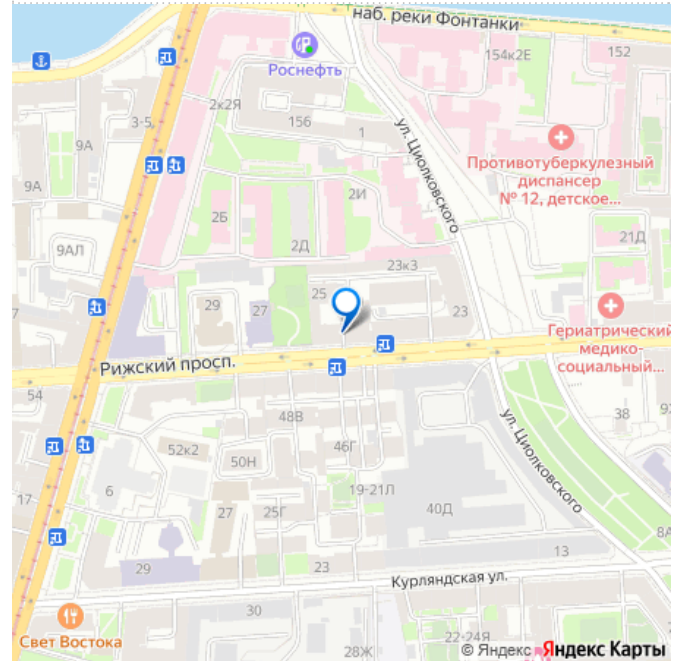 наб. реки Фонтанки
Роснефть
154к2Е
152
2к2Я
156
1
3-5
9А
ул. Циолковского
Противотуберкулезный
диспансер
№ 12, детское...
9А
2И
2Б
2Д
21Д
9АЛ
23к3
25
29
27
23
Гериатрический
медико-
социальный...
Рижский просп.
54
48В
38
ул. Циолковского
52к2
50Н
46Г
6
19-21Л
17
40Д
27
25Г
8А
29
23
13
Курляндская ул.
30
Свет Востока
28Ж
22-24Я
© Яндекс Яндекс Карты